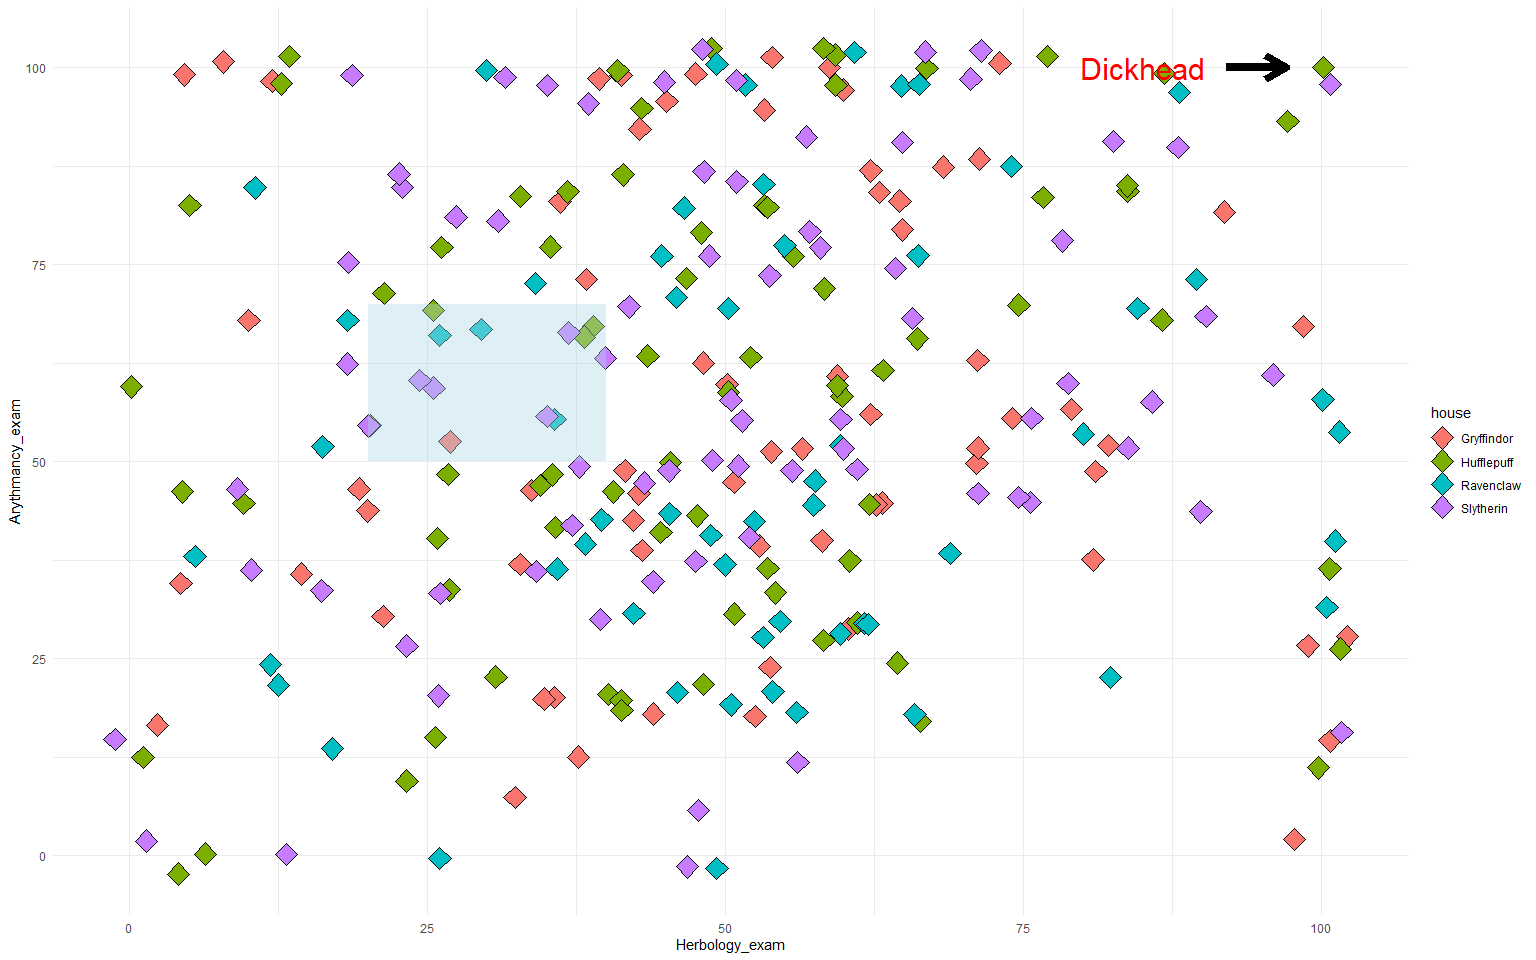 Dickhead
100
75
50
25
0
Arythmancy_exam
0 25 50 75 100
Herbology_exam
house
Gryffindor
Hufflepuff
Ravenclaw
Slytherin